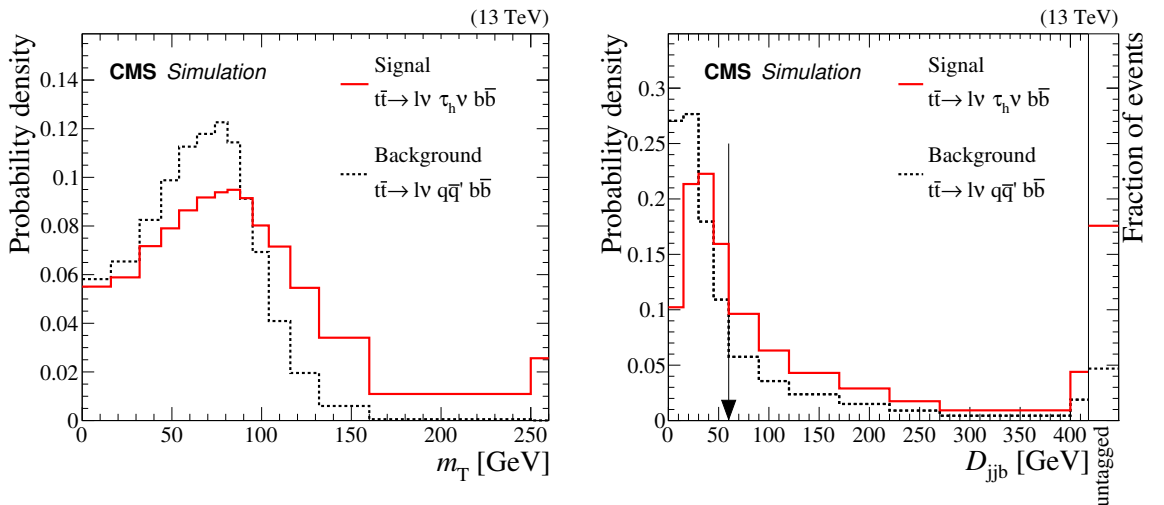 (13 TeV)
CMS Simulation
Signal
tt̄→ lν τₕν bb̄
Background
tt̄→ lν qq̄' bb̄
Probability density
0.14
0.12
0.1
0.08
0.06
0.04
0.02
0
0 50 100 150 200 250
m_T [GeV]
(13 TeV)
CMS Simulation
Signal
tt̄→ lν τₕν bb̄
Background
tt̄→ lν qq̄' bb̄
Probability density
0.3
0.25
0.2
0.15
0.1
0.05
0
0 50 100 150 200 250 300 350 400
untagged
D_jjb [GeV]
Fraction of events